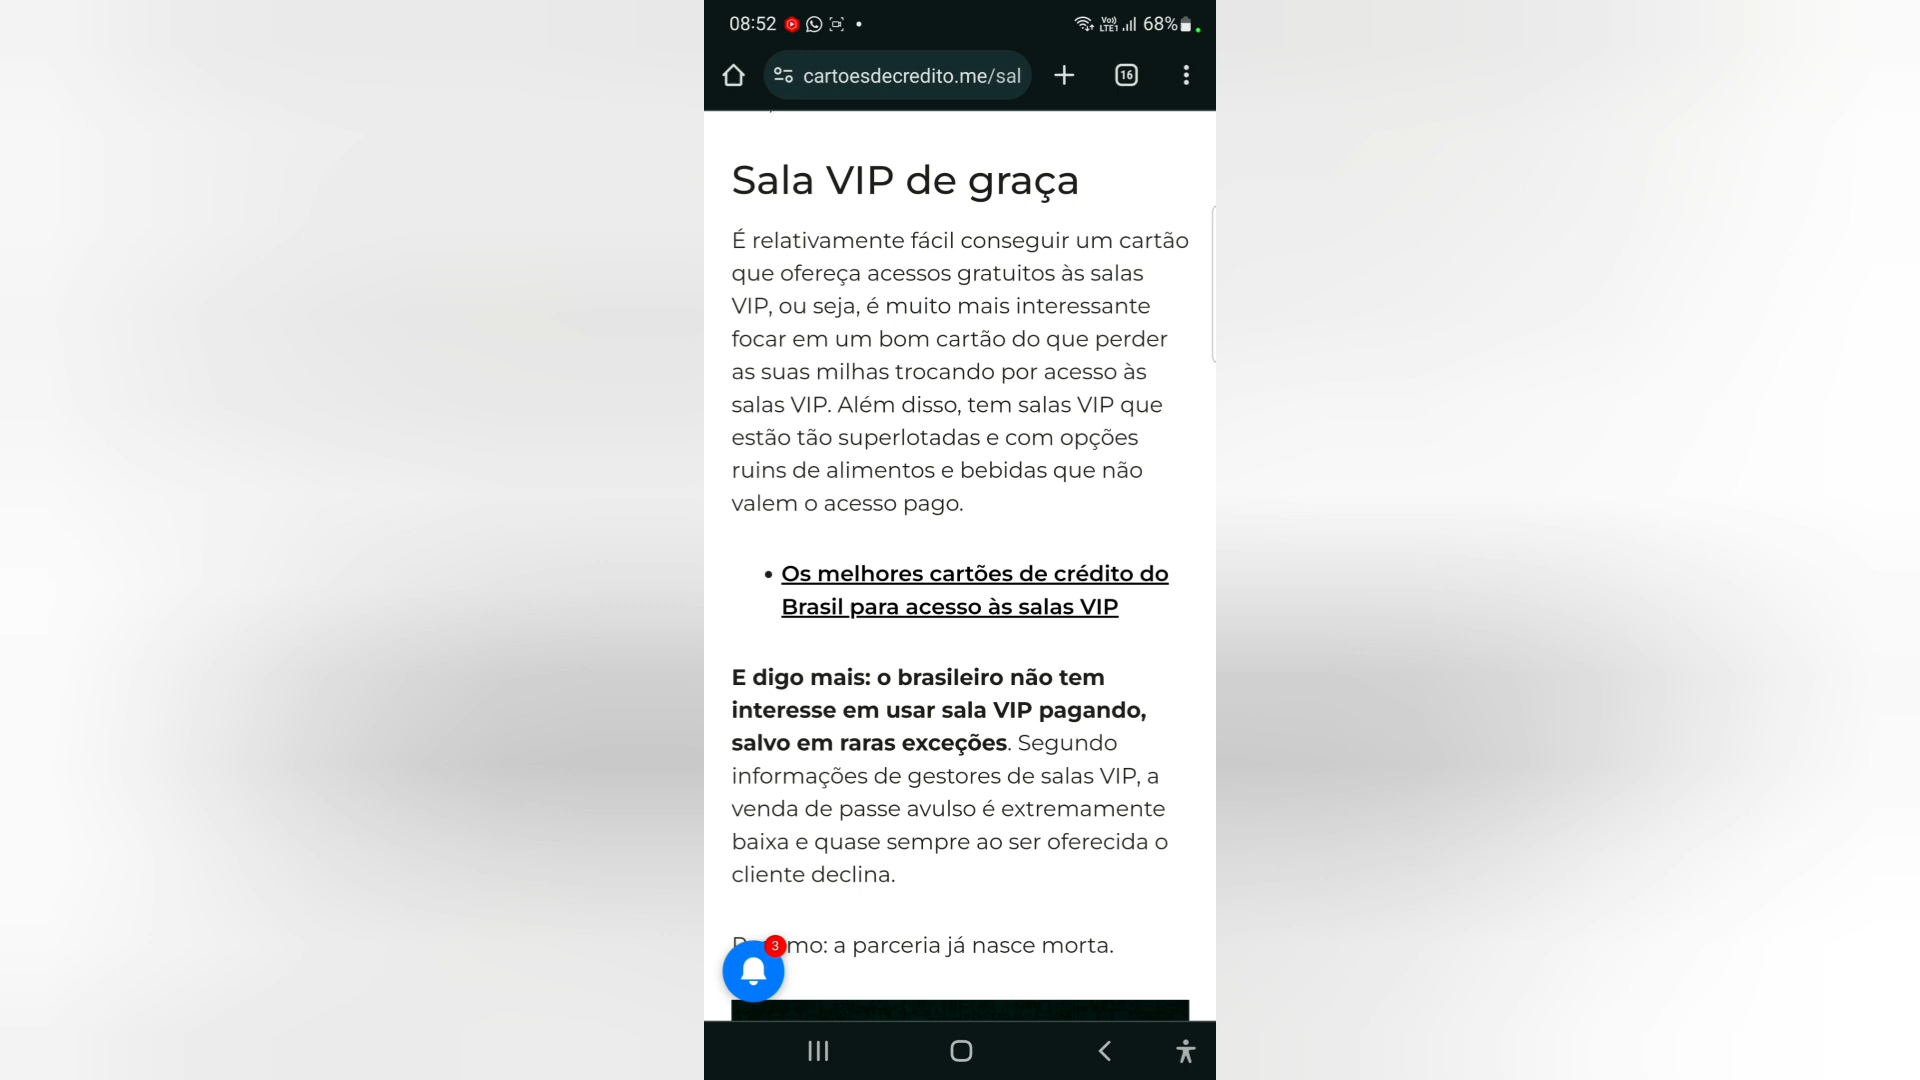 08:52
Vo))
LTE1
68%
cartoesdecredito.me/sal
16
Sala VIP de graça
É relativamente fácil conseguir um cartão
que ofereça acessos gratuitos às salas
VIP, ou seja, é muito mais interessante
focar em um bom cartão do que perder
as suas milhas trocando por acesso às
salas VIP. Além disso, tem salas VIP que
estão tão superlotadas e com opções
ruins de alimentos e bebidas que não
valem o acesso pago.
• Os melhores cartões de crédito do
Brasil para acesso às salas VIP
E digo mais: o brasileiro não tem
interesse em usar sala VIP pagando,
salvo em raras exceções. Segundo
informações de gestores de salas VIP, a
venda de passe avulso é extremamente
baixa e quase sempre ao ser oferecida o
cliente declina.
mo: a parceria já nasce morta.
3